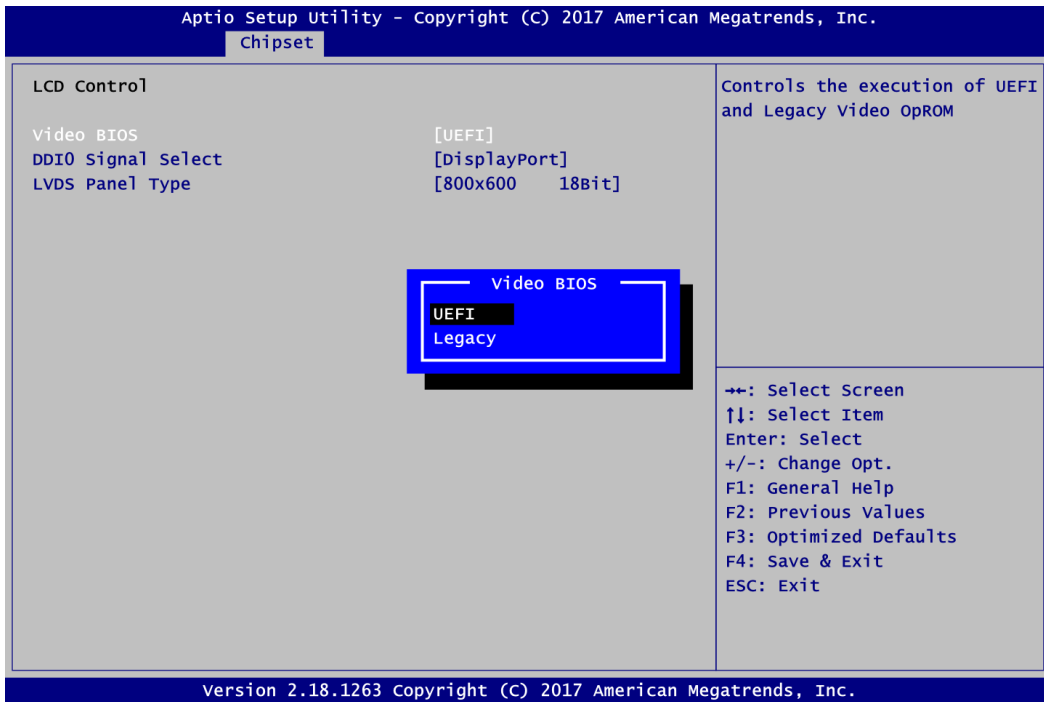 Aptio Setup Utility - Copyright (C) 2017 American Megatrends, Inc.
Chipset
LCD Control
Video BIOS [UEFI]
DDI0 Signal Select [DisplayPort]
LVDS Panel Type [800x600 18Bit]
Video BIOS
UEFI
Legacy
Controls the execution of UEFI
and Legacy Video OpROM
→←: Select Screen
↑↓: Select Item
Enter: Select
+/-: Change Opt.
F1: General Help
F2: Previous Values
F3: Optimized Defaults
F4: Save & Exit
ESC: Exit
Version 2.18.1263 Copyright (C) 2017 American Megatrends, Inc.